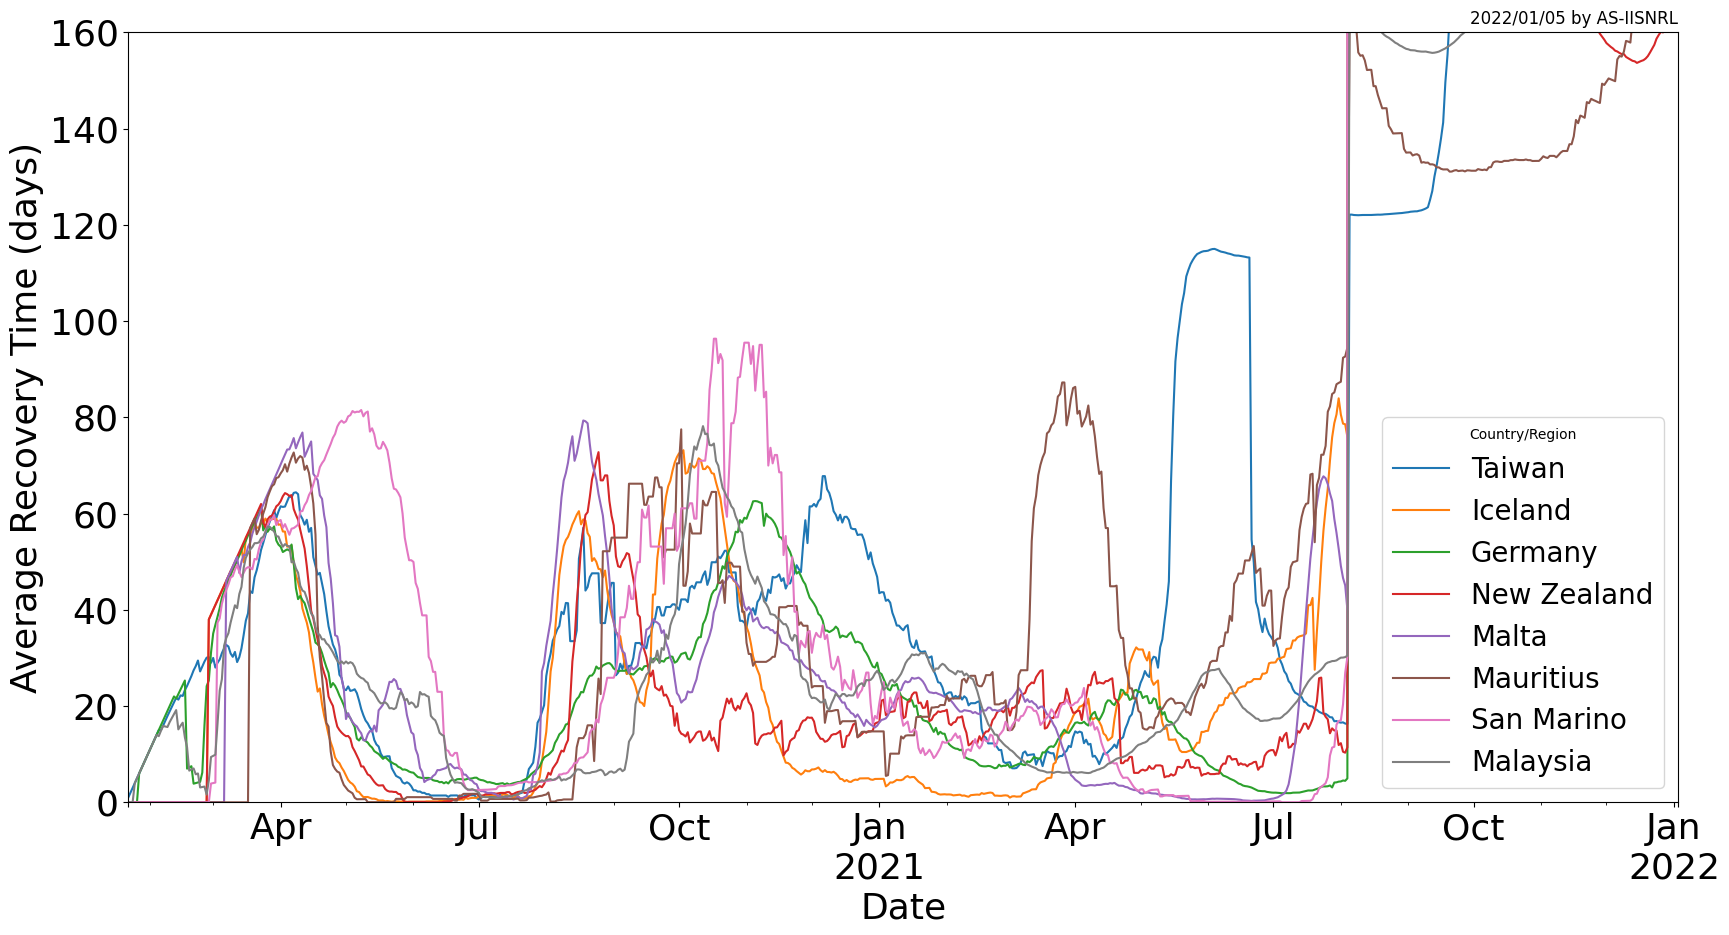 2022/01/05 by AS-IISNRL
160
140
120
100
80
60
40
20
0
Average Recovery Time (days)
Country/Region
Taiwan
Iceland
Germany
New Zealand
Malta
Mauritius
San Marino
Malaysia
Apr Jul Oct Jan Apr Jul Oct Jan
2021 2022
Date